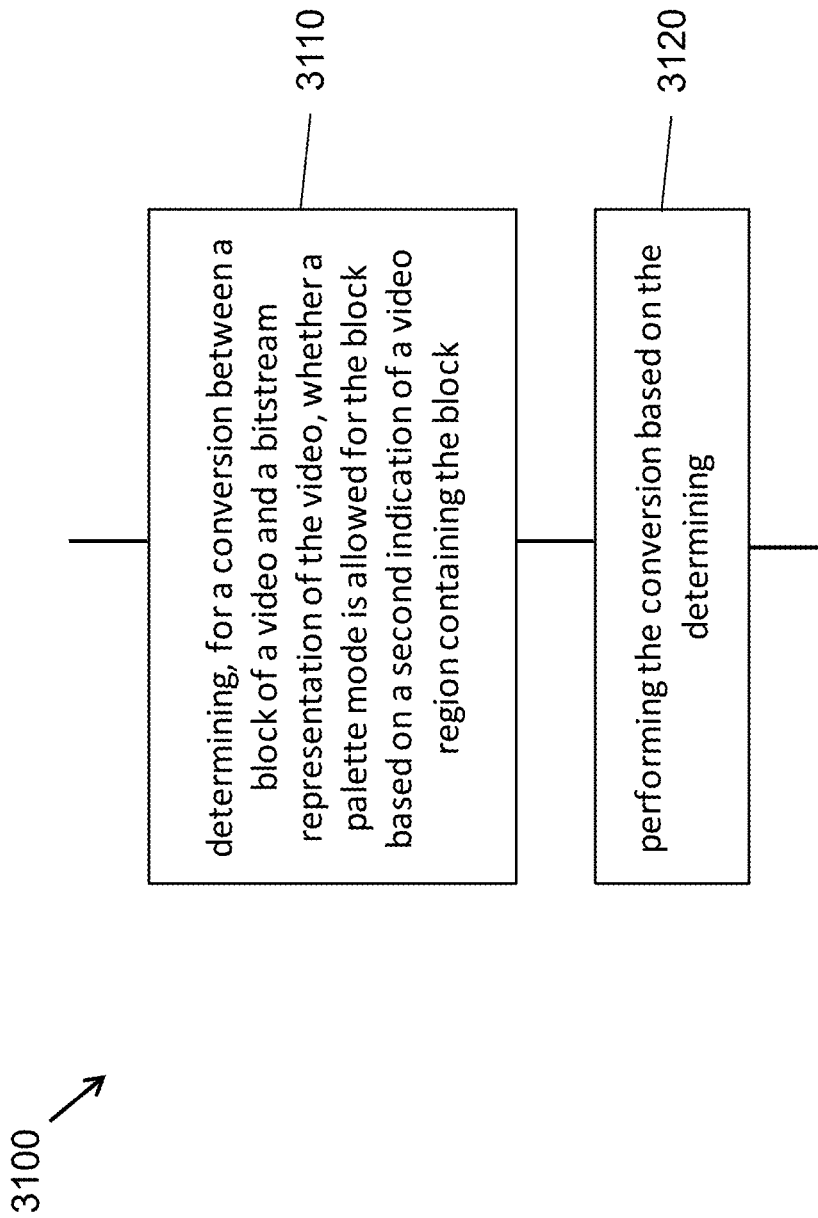 3100
determining, for a conversion between a
block of a video and a bitstream
representation of the video, whether a
palette mode is allowed for the block
based on a second indication of a video
region containing the block
3110
performing the conversion based on the
determining
3120